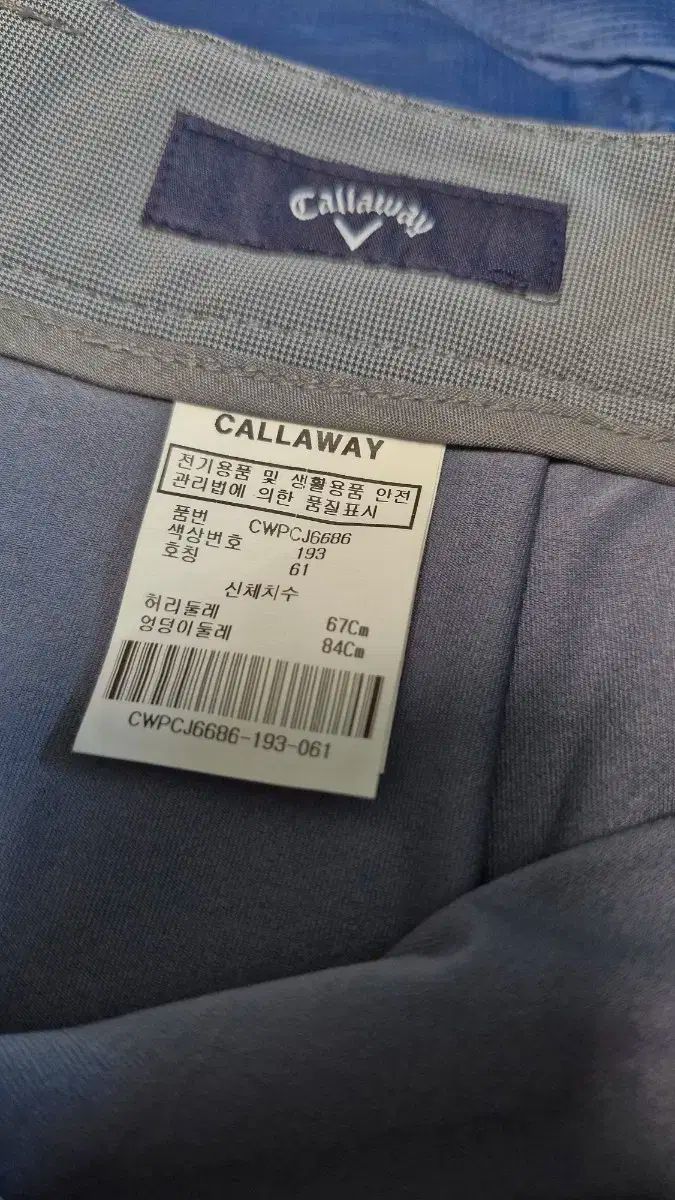 Callaway
CALLAWAY
전기용품 및 생활용품 안전
관리법에 의한 품질표시
품번 CWPCJ6686
색상번호 193
호칭 61
신체치수
허리둘레 67Cm
엉덩이둘레 84Cm
CWPCJ6686-193-061